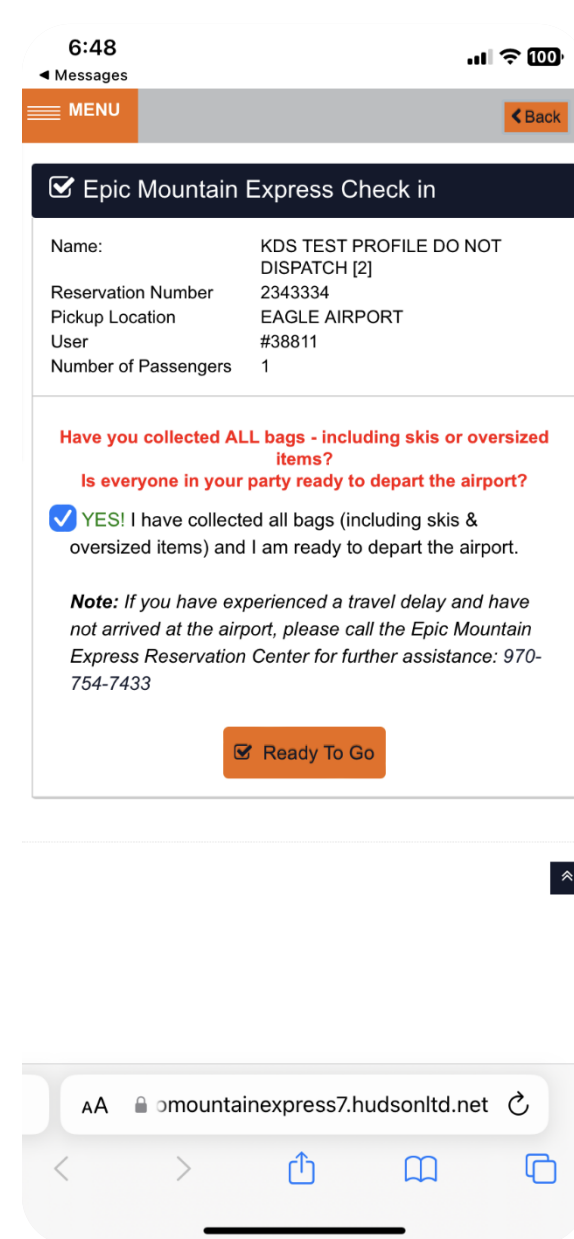 6:48
◀ Messages
100
MENU
Back
Epic Mountain Express Check in
Name: KDS TEST PROFILE DO NOT
DISPATCH [2]
Reservation Number 2343334
Pickup Location EAGLE AIRPORT
User #38811
Number of Passengers 1
Have you collected ALL bags - including skis or oversized
items?
Is everyone in your party ready to depart the airport?
YES! I have collected all bags (including skis &
oversized items) and I am ready to depart the airport.
Note: If you have experienced a travel delay and have
not arrived at the airport, please call the Epic Mountain
Express Reservation Center for further assistance: 970-
754-7433
Ready To Go
AA omountainexpress7.hudsonltd.net